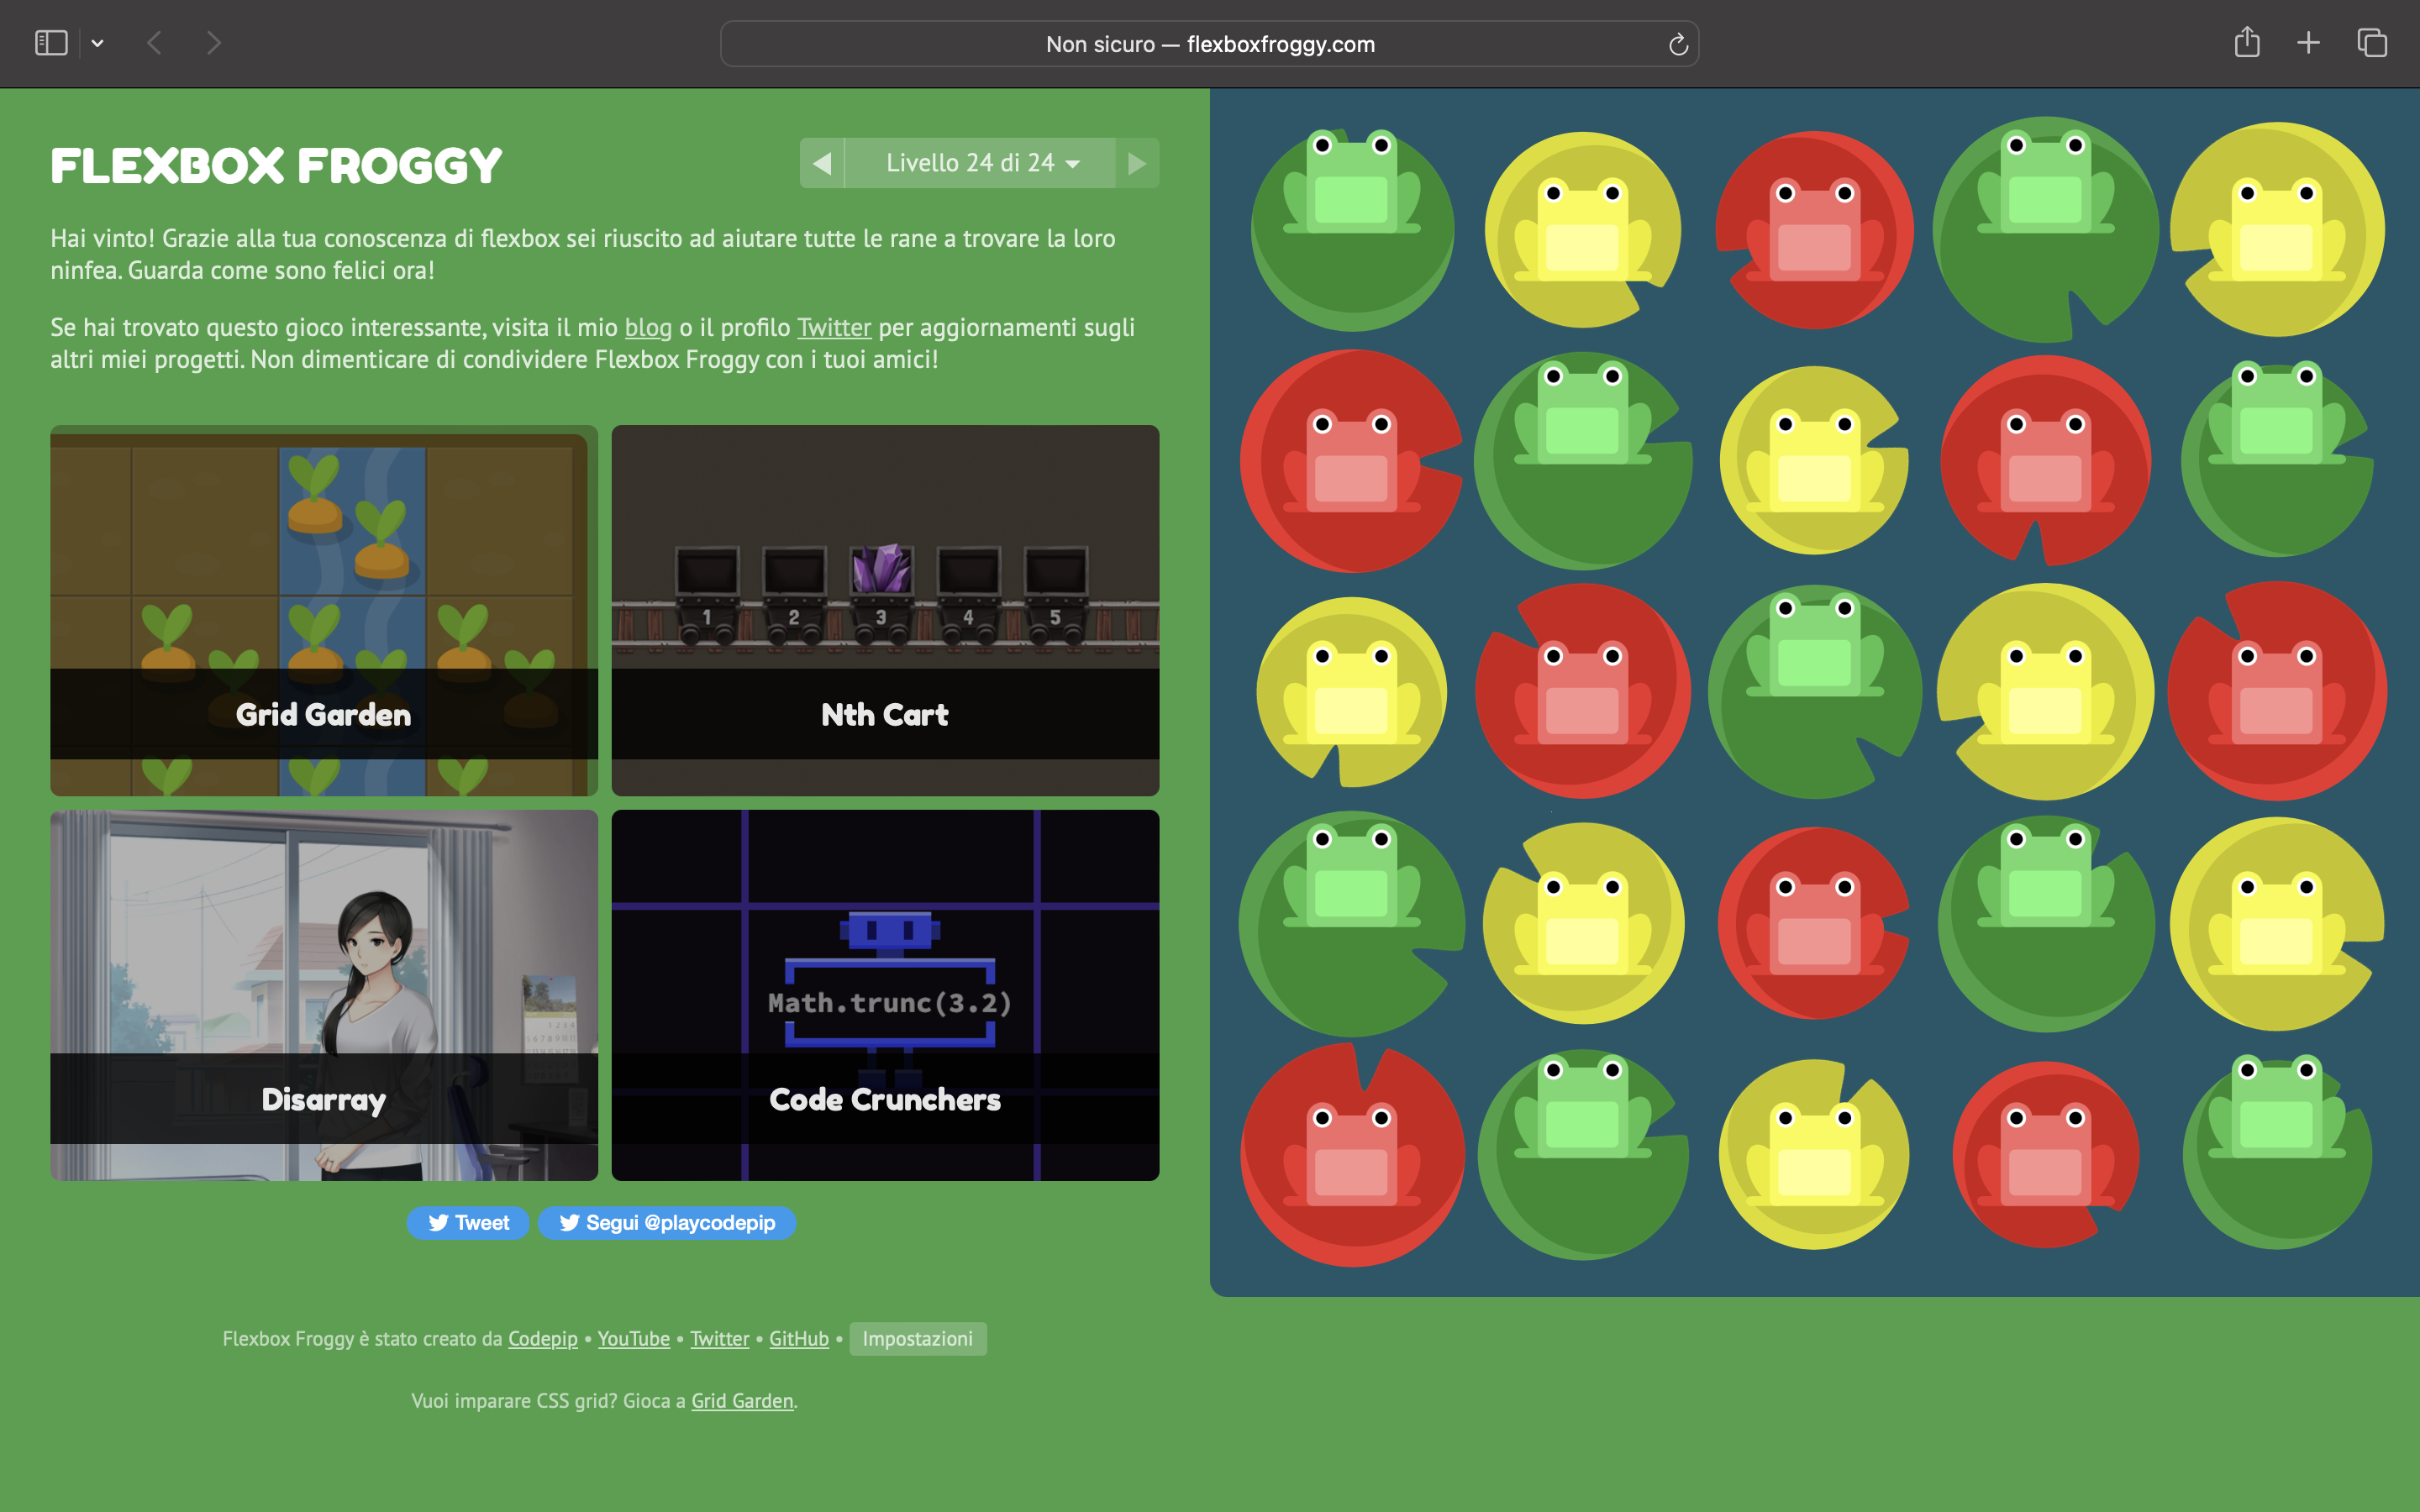 Non sicuro — flexboxfroggy.com
FLEXBOX FROGGY
Livello 24 di 24
Hai vinto! Grazie alla tua conoscenza di flexbox sei riuscito ad aiutare tutte le rane a trovare la loro
ninfea. Guarda come sono felici ora!
Se hai trovato questo gioco interessante, visita il mio blog o il profilo Twitter per aggiornamenti sugli
altri miei progetti. Non dimenticare di condividere Flexbox Froggy con i tuoi amici!
1 2 3 4 5
Grid Garden
Nth Cart
Math.trunc(3.2)
Disarray
Code Crunchers
Tweet
Segui @playcodepip
Flexbox Froggy è stato creato da Codepip • YouTube • Twitter • GitHub • Impostazioni
Vuoi imparare CSS grid? Gioca a Grid Garden.